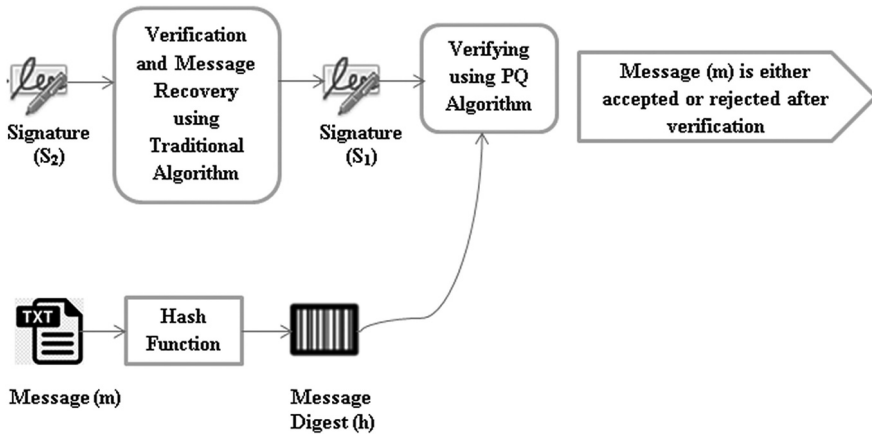 Signature
(S₂)
Verification
and Message
Recovery
using
Traditional
Algorithm
Signature
(S₁)
Verifying
using PQ
Algorithm
Message (m) is either
accepted or rejected after
verification
TXT
Message (m)
Hash
Function
Message
Digest (h)